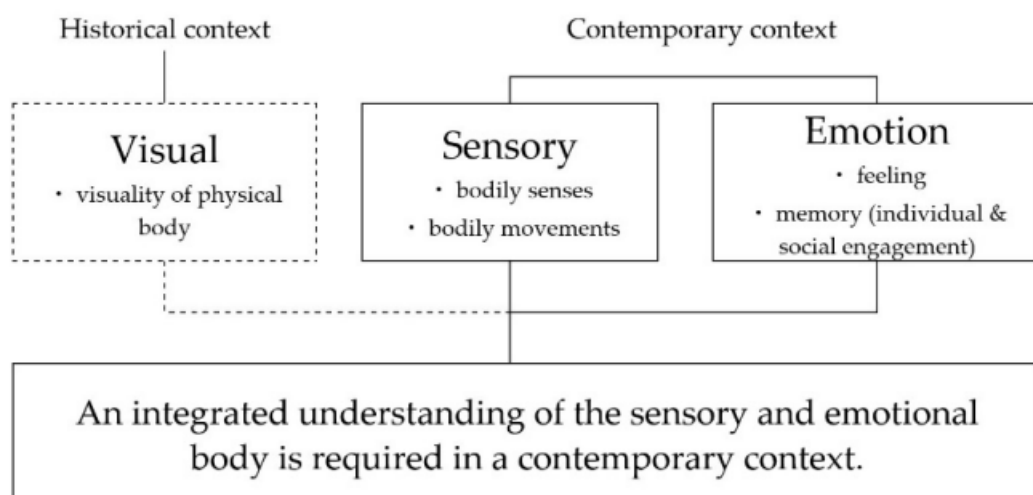 Historical context
Contemporary context
Visual
• visuality of physical
body
Sensory
• bodily senses
• bodily movements
Emotion
• feeling
• memory (individual &
social engagement)
An integrated understanding of the sensory and emotional
body is required in a contemporary context.